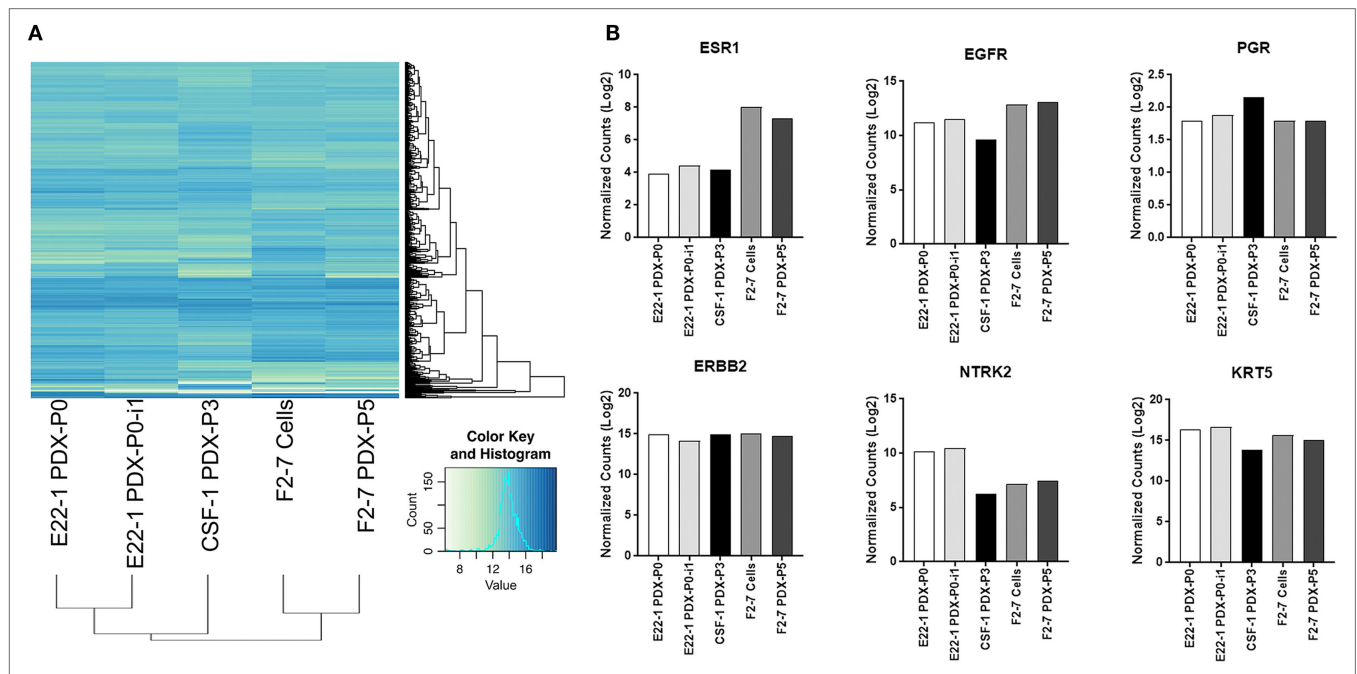 A
E22-1 PDX-P0
E22-1 PDX-P0-i1
CSF-1 PDX-P3
F2-7 Cells
F2-7 PDX-P5
Color Key
and Histogram
Count
0
50
150
8
12
16
Value
B
ESR1
Normalized Counts (Log2)
10
8
6
4
2
0
E22-1 PDX-P0
E22-1 PDX-P0-i1
CSF-1 PDX-P3
F2-7 Cells
F2-7 PDX-P5
EGFR
Normalized Counts (Log2)
15
10
5
0
E22-1 PDX-P0
E22-1 PDX-P0-i1
CSF-1 PDX-P3
F2-7 Cells
F2-7 PDX-P5
PGR
Normalized Counts (Log2)
2.5
2.0
1.5
1.0
0.5
0.0
E22-1 PDX-P0
E22-1 PDX-P0-i1
CSF-1 PDX-P3
F2-7 Cells
F2-7 PDX-P5
ERBB2
Normalized Counts (Log2)
20
15
10
5
0
E22-1 PDX-P0
E22-1 PDX-P0-i1
CSF-1 PDX-P3
F2-7 Cells
F2-7 PDX-P5
NTRK2
Normalized Counts (Log2)
15
10
5
0
E22-1 PDX-P0
E22-1 PDX-P0-i1
CSF-1 PDX-P3
F2-7 Cells
F2-7 PDX-P5
KRT5
Normalized Counts (Log2)
20
15
10
5
0
E22-1 PDX-P0
E22-1 PDX-P0-i1
CSF-1 PDX-P3
F2-7 Cells
F2-7 PDX-P5